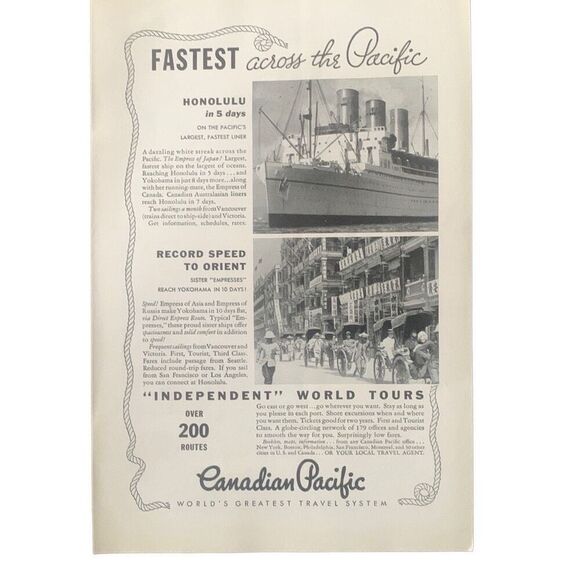 FASTEST across the Pacific
HONOLULU
in 5 days
ON THE PACIFIC'S
LARGEST, FASTEST LINER
A dazzling white streak across the
Pacific. The Empress of Japan! Largest,
fastest ship on the largest of oceans.
Reaching Honolulu in 5 days . . . and
Yokohama in just 8 days more . . . along
with her running-mate, the Empress of
Canada. Canadian Australasian liners
reach Honolulu in 7 days.
Two sailings a month from Vancouver
(trains direct to ship-side) and Victoria.
Get information, schedules, rates.
RECORD SPEED
TO ORIENT
SISTER "EMPRESSES"
REACH YOKOHAMA IN 10 DAYS!
Speed! Empress of Asia and Empress of
Russia make Yokohama in 10 days flat,
via Direct Express Route. Typical "Em-
presses," these proud sister ships offer
spaciousness and solid comfort in addition
to speed!
Frequent sailings from Vancouver and
Victoria. First, Tourist, Third Class.
Fares include passage from Seattle.
Reduced round-trip fares. If you sail
from San Francisco or Los Angeles,
you can connect at Honolulu.
"INDEPENDENT" WORLD TOURS
OVER
200
ROUTES
Go east or go west . . . go wherever you want. Stay as long as
you please in each port. Shore excursions when and where
you want them. Tickets good for two years. First and Tourist
Class. A globe-circling network of 179 offices and agencies
to smooth the way for you. Surprisingly low fares.
Booklets, maps, information . . . from any Canadian Pacific office . . .
New York, Boston, Philadelphia, San Francisco, Montreal, and 30 other
cities in U. S. and Canada . . . OR YOUR LOCAL TRAVEL AGENT.
Canadian Pacific
WORLD'S GREATEST TRAVEL SYSTEM